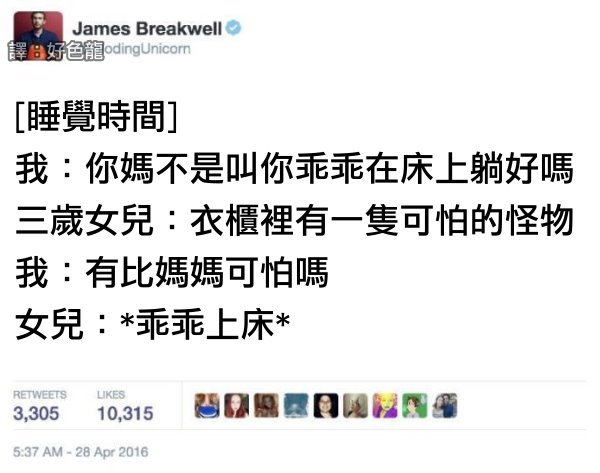 James Breakwell
譯：好色龍
odingUnicorn
[睡覺時間]
我：你媽不是叫你乖乖在床上躺好嗎
三歲女兒：衣櫃裡有一隻可怕的怪物
我：有比媽媽可怕嗎
女兒：*乖乖上床*
RETWEETS LIKES
3,305 10,315
5:37 AM - 28 Apr 2016